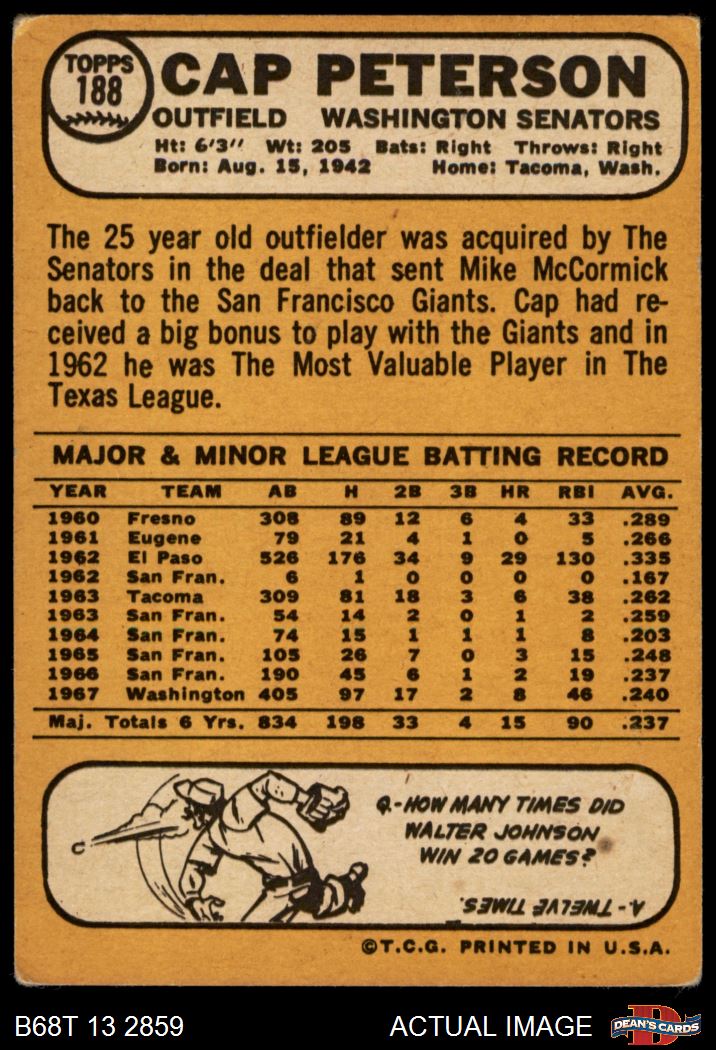 TOPPS
188
CAP PETERSON
OUTFIELD WASHINGTON SENATORS
Ht: 6'3" Wt: 205 Bats: Right Throws: Right
Born: Aug. 15, 1942 Home: Tacoma, Wash.
The 25 year old outfielder was acquired by The
Senators in the deal that sent Mike McCormick
back to the San Francisco Giants. Cap had re-
ceived a big bonus to play with the Giants and in
1962 he was The Most Valuable Player in The
Texas League.
MAJOR & MINOR LEAGUE BATTING RECORD
YEAR TEAM AB H 2B 3B HR RBI AVG.
1960 Fresno 308 89 12 6 4 33 .289
1961 Eugene 79 21 4 1 0 5 .266
1962 El Paso 526 176 34 9 29 130 .335
1962 San Fran. 6 1 0 0 0 0 .167
1963 Tacoma 309 81 18 3 6 38 .262
1963 San Fran. 54 14 2 0 1 2 .259
1964 San Fran. 74 15 1 1 1 8 .203
1965 San Fran. 105 26 7 0 3 15 .248
1966 San Fran. 190 45 6 1 2 19 .237
1967 Washington 405 97 17 2 8 46 .240
Maj. Totals 6 Yrs. 834 198 33 4 15 90 .237
Q.-HOW MANY TIMES DID
WALTER JOHNSON
WIN 20 GAMES?
A.-TWELVE TIMES.
©T.C.G. PRINTED IN U.S.A.
B68T 13 2859 ACTUAL IMAGE
D
DEAN'S CARDS